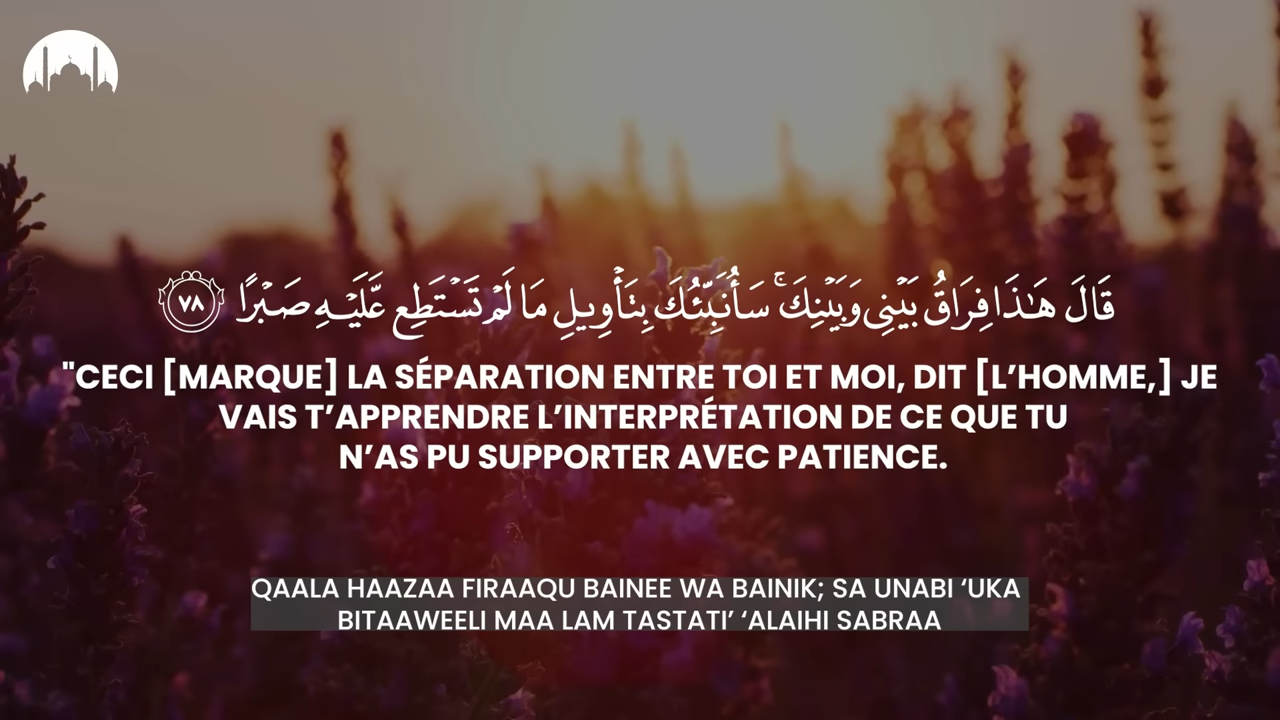 قَالَ هَـٰذَا فِرَاقُ بَيْنِى وَبَيْنِكَ ۚ سَأُنَبِّئُكَ بِتَأْوِيلِ مَا لَمْ تَسْتَطِع عَّلَيْهِ صَبْرًا ٧٨
"CECI [MARQUE] LA SÉPARATION ENTRE TOI ET MOI, DIT [L’HOMME,] JE
VAIS T’APPRENDRE L’INTERPRÉTATION DE CE QUE TU
N’AS PU SUPPORTER AVEC PATIENCE.
QAALA HAAZAA FIRAAQU BAINEE WA BAINIK; SA UNABI ‘UKA
BITAAWEELI MAA LAM TASTATI’ ‘ALAIHI SABRAA